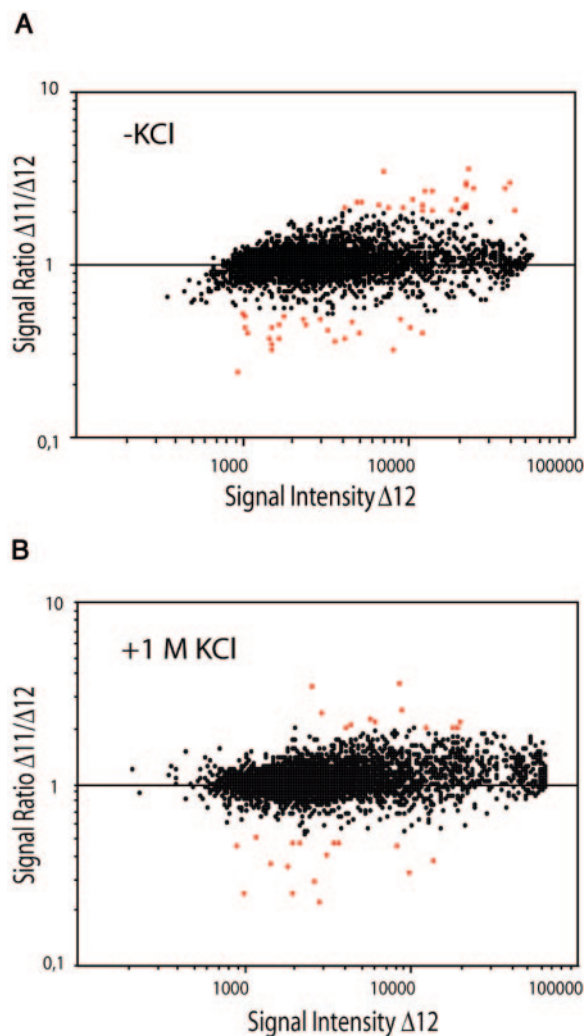 A
10
-KCl
Signal Ratio Δ11/Δ12
1
0,1
1000
10000
100000
Signal Intensity Δ12
B
10
+1 M KCl
Signal Ratio Δ11/Δ12
1
0,1
1000
10000
100000
Signal Intensity Δ12